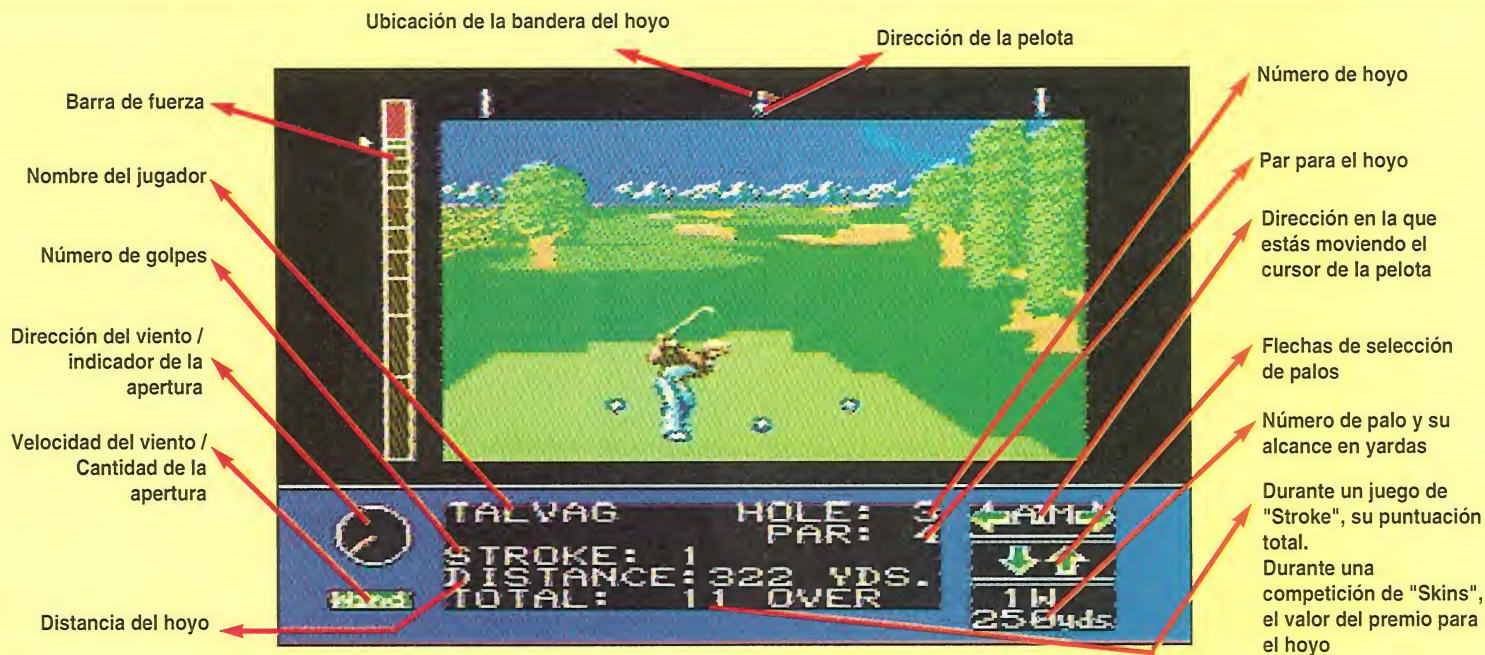 Ubicación de la bandera del hoyo
Dirección de la pelota
Barra de fuerza
Nombre del jugador
Número de golpes
Dirección del viento /
indicador de la
apertura
Velocidad del viento /
Cantidad de la
apertura
Distancia del hoyo
Número de hoyo
Par para el hoyo
Dirección en la que
estás moviendo el
cursor de la pelota
Flechas de selección
de palos
Número de palo y su
alcance en yardas
Durante un juego de
"Stroke", su puntuación
total.
Durante una
competición de "Skins",
el valor del premio para
el hoyo
TALVAG HOLE: 3
PAR: 4
STROKE: 1
DISTANCE: 322 YDS.
TOTAL: 11 OVER
Wind
AIM
1W
250yds